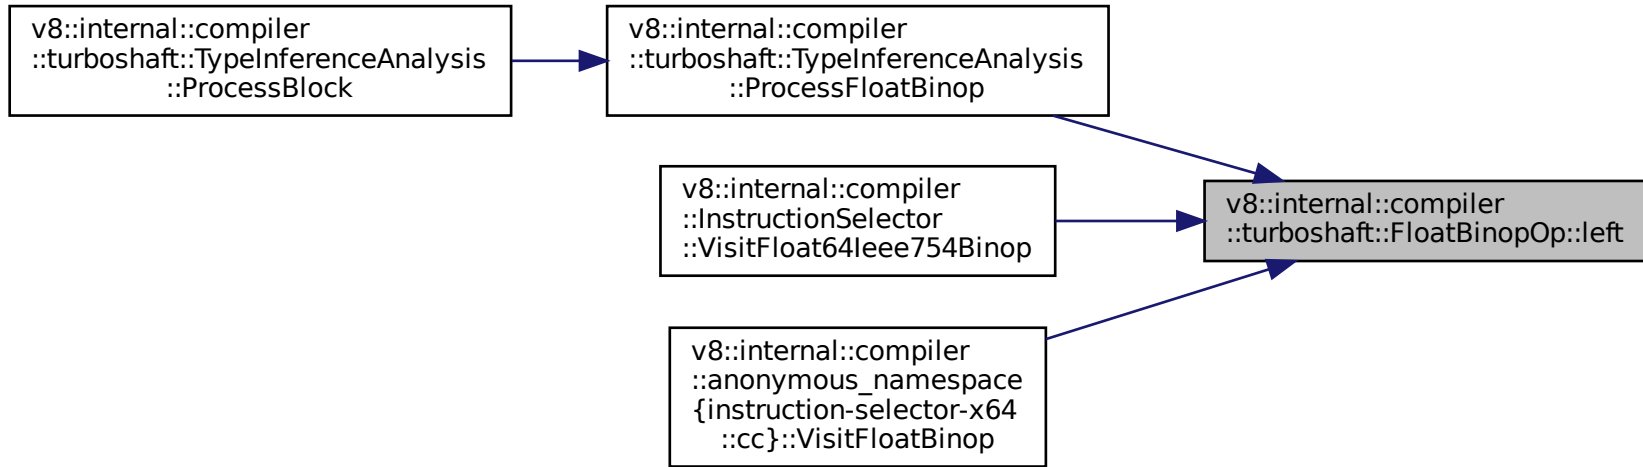 v8::internal::compiler
::turboshaft::TypeInferenceAnalysis
::ProcessBlock
v8::internal::compiler
::turboshaft::TypeInferenceAnalysis
::ProcessFloatBinop
v8::internal::compiler
::InstructionSelector
::VisitFloat64Ieee754Binop
v8::internal::compiler
::anonymous_namespace
{instruction-selector-x64
::cc}::VisitFloatBinop
v8::internal::compiler
::turboshaft::FloatBinopOp::left